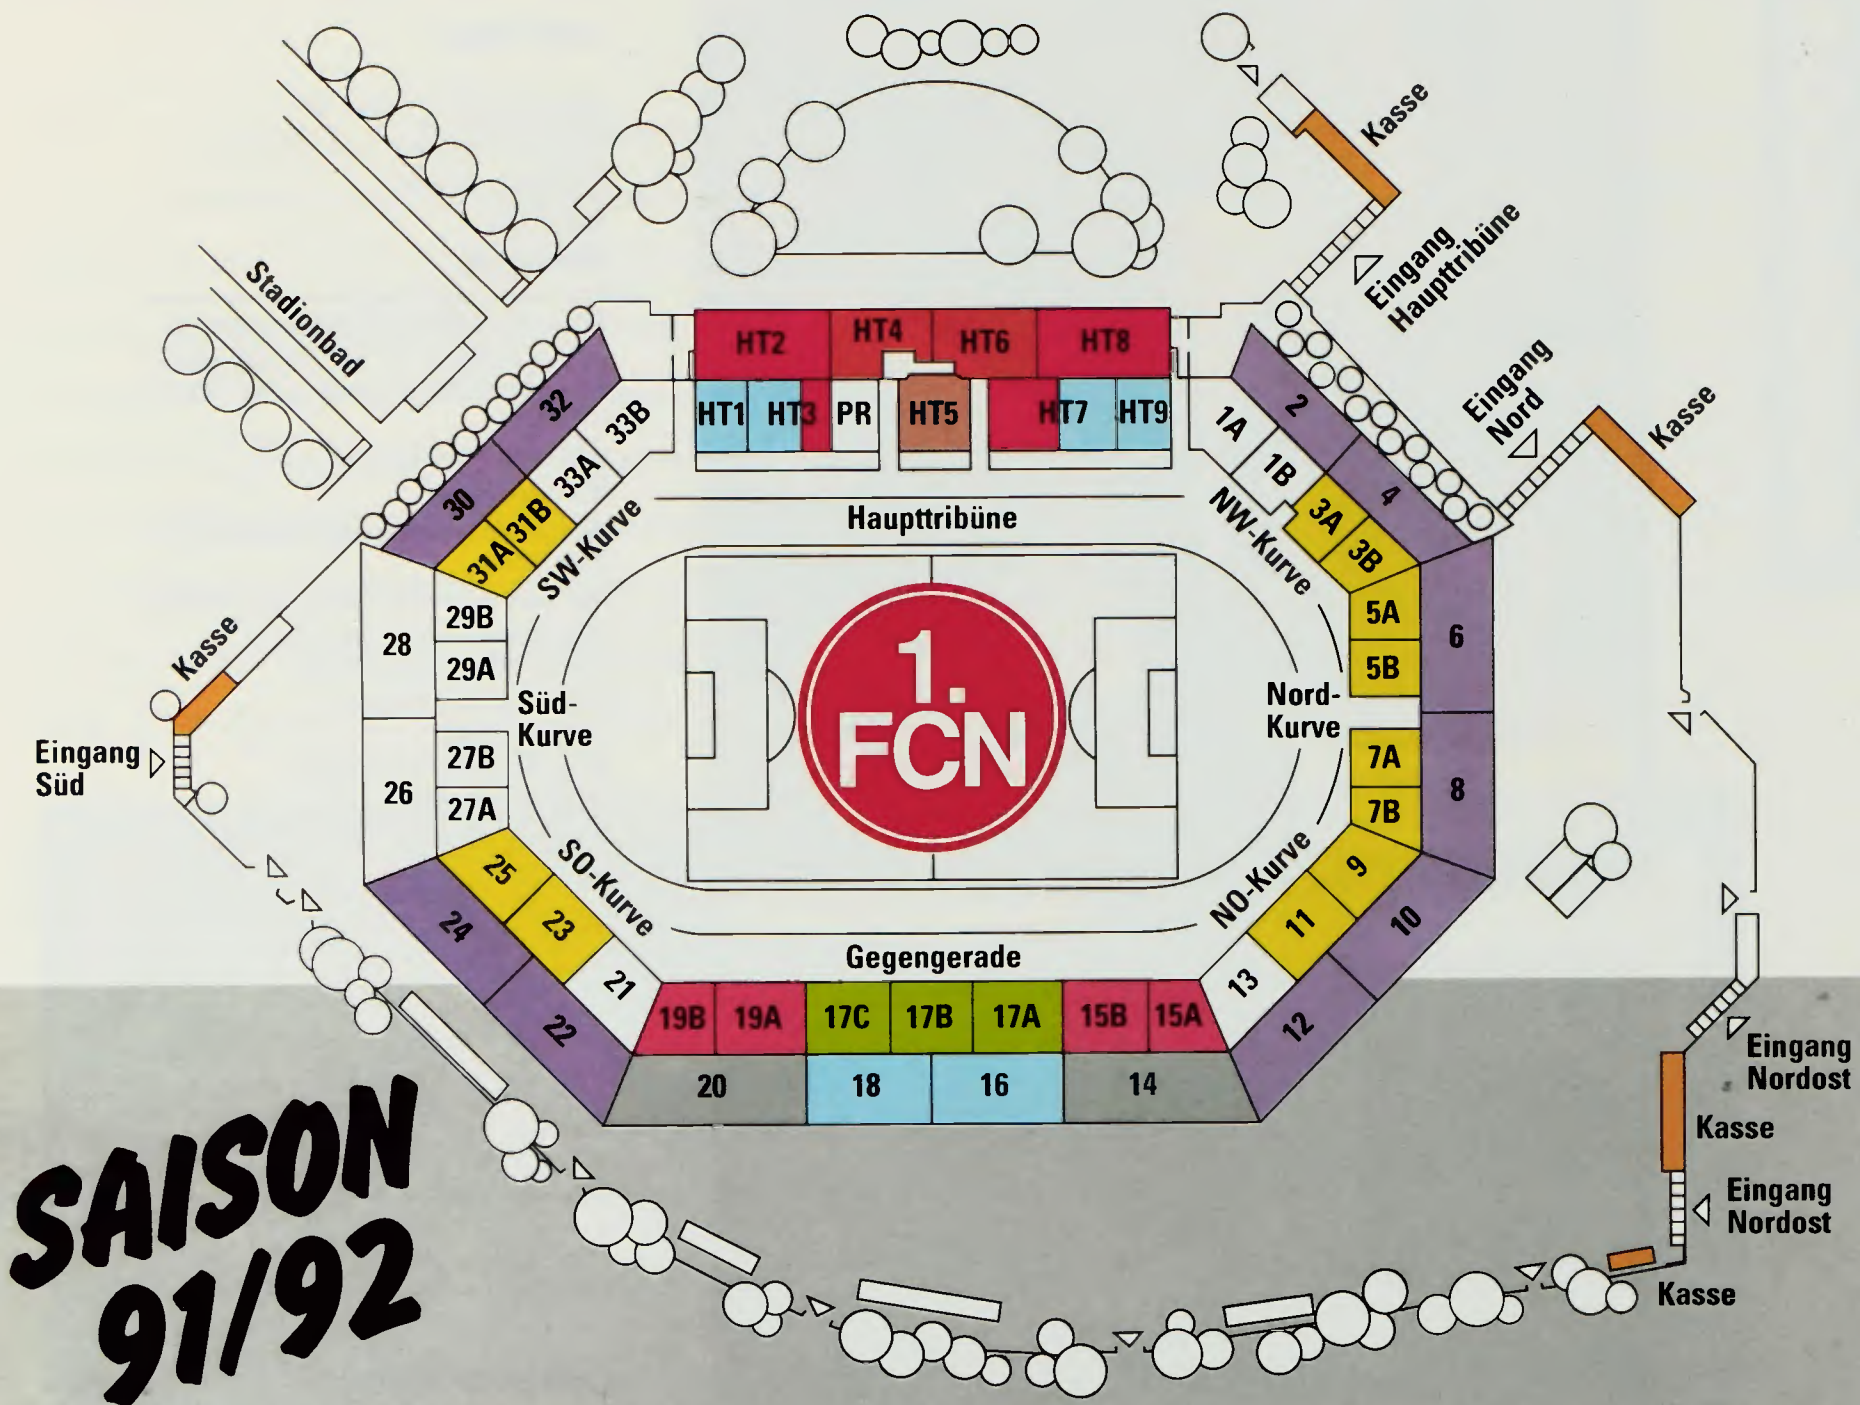 Kasse
Eingang
Haupttribüne
Stadionbad
Eingang
Nord
Kasse
HT2
HT4
HT6
HT8
HT1
HT3
PR
HT5
HT7
HT9
32
33B
30
33A
31B
31A
SW-Kurve
Haupttribüne
1A
2
1B
4
3A
3B
NW-Kurve
28
29B
29A
5A
5B
6
Kasse
Süd-
Kurve
1.
FCN
Nord-
Kurve
Eingang
Süd
26
27B
27A
7A
7B
8
25
24
23
22
21
SO-Kurve
NO-Kurve
9
10
11
12
13
Gegengerade
19B
19A
17C
17B
17A
15B
15A
20
18
16
14
Eingang
Nordost
Kasse
Eingang
Nordost
Kasse
SAISON
91/92